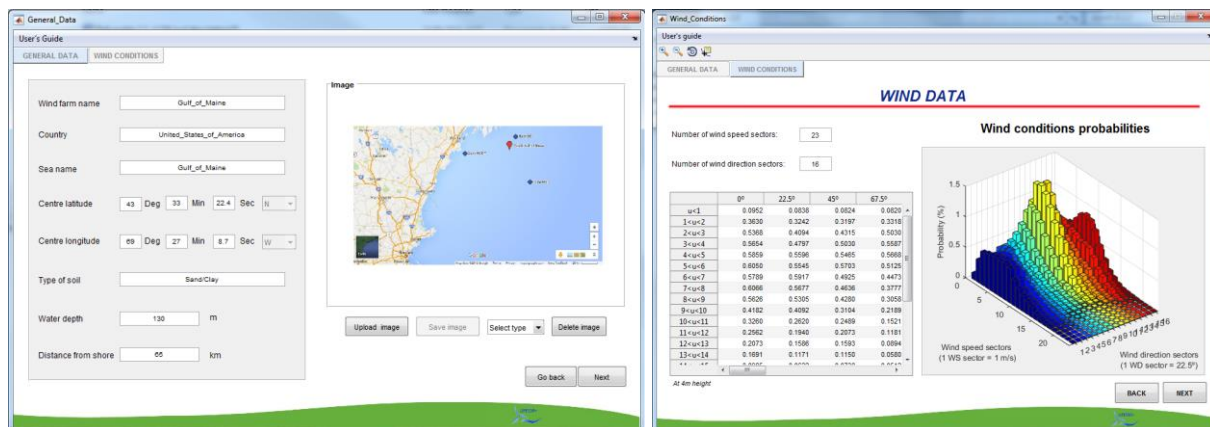 General_Data
User's Guide
GENERAL DATA WIND CONDITIONS
Wind farm name Gulf_of_Maine
Country United_States_of_America
Sea name Gulf_of_Maine
Centre latitude 43 Deg 33 Min 22.4 Sec N
Centre longitude 69 Deg 27 Min 8.7 Sec W
Type of soil Sand/Clay
Water depth 130 m
Distance from shore 65 km
Image
Upload image Save image Select type Delete image
Go back Next
Wind_Conditions
User's guide
GENERAL DATA WIND CONDITIONS
WIND DATA
Number of wind speed sectors: 23
Number of wind direction sectors: 16
0º 22.5º 45º 67.5º
u<1 0.0952 0.0836 0.0824 0.0820
1<u<2 0.3630 0.3242 0.3197 0.3318
2<u<3 0.5368 0.4094 0.4315 0.5030
3<u<4 0.5654 0.4797 0.5030 0.5587
4<u<5 0.5859 0.5596 0.5465 0.5668
5<u<6 0.6050 0.5545 0.5703 0.5125
6<u<7 0.5789 0.5917 0.4925 0.4473
7<u<8 0.6066 0.5677 0.4636 0.3777
8<u<9 0.5626 0.5305 0.4280 0.3058
9<u<10 0.4182 0.4092 0.3104 0.2189
10<u<11 0.3260 0.2620 0.2489 0.1521
11<u<12 0.2562 0.1940 0.2073 0.1181
12<u<13 0.2073 0.1586 0.1593 0.0894
13<u<14 0.1691 0.1171 0.1150 0.0580
At 4m height
Wind conditions probabilities
Probability (%)
1.5
1
0.5
0
0
5
10
15
20
Wind speed sectors
(1 WS sector = 1 m/s)
Wind direction sectors
(1 WD sector = 22.5º)
BACK NEXT